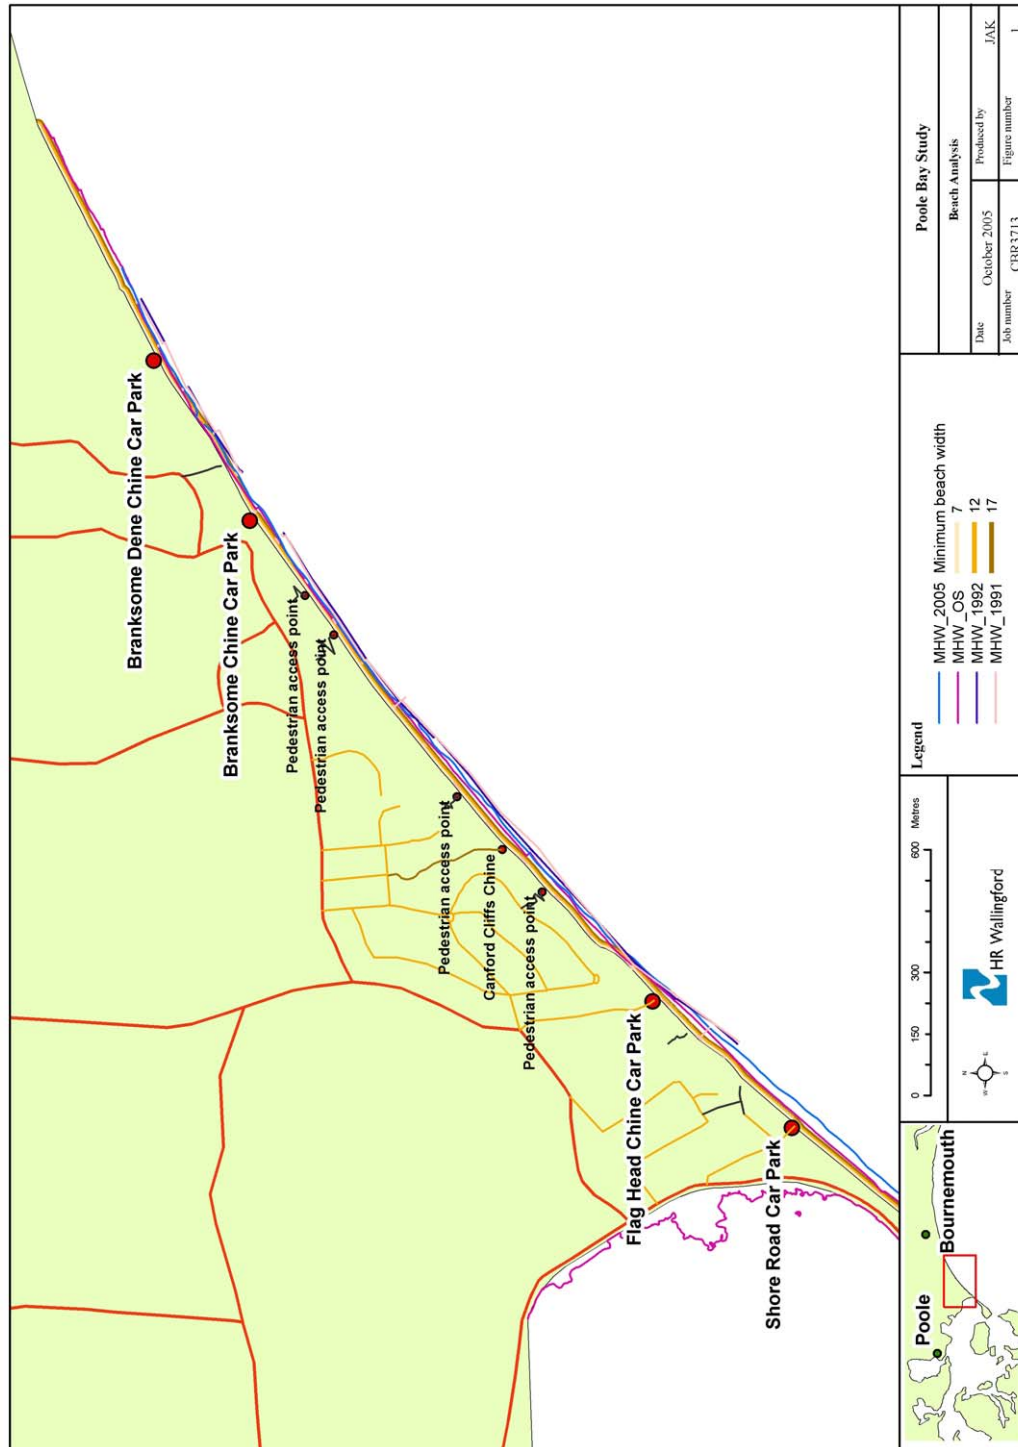 Branksome Dene Chine Car Park
Branksome Chine Car Park
Pedestrian access point
Pedestrian access point
Pedestrian access point
Canford Cliffs Chine
Pedestrian access point
Flag Head Chine Car Park
Shore Road Car Park
Poole
Bournemouth
0 150 300 600 Metres
N
E
S
W
HR Wallingford
Legend
MHW_2005
MHW_OS
MHW_1992
MHW_1991
Minimum beach width
7
12
17
Poole Bay Study
Beach Analysis
Date October 2005
Produced by JAK
Job number CBR3713
Figure number 1